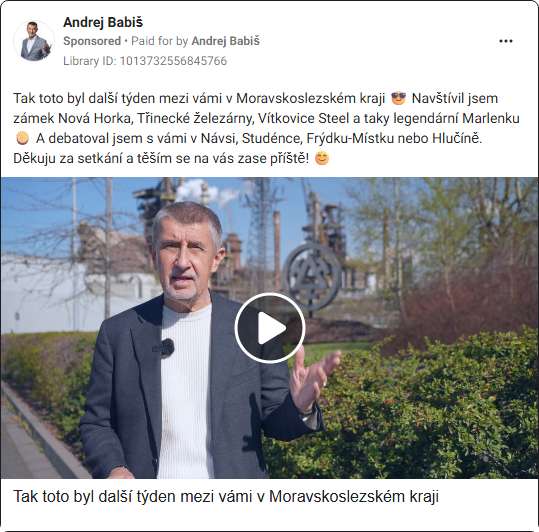 Andrej Babiš
Sponsored • Paid for by Andrej Babiš
Library ID: 1013732556845766
Tak toto byl další týden mezi vámi v Moravskoslezském kraji 😎 Navštívil jsem
zámek Nová Horka, Třinecké železárny, Vítkovice Steel a taky legendární Marlenku
🥮 A debatoval jsem s vámi v Návsi, Studénce, Frýdku-Místku nebo Hlučíně.
Děkuju za setkání a těším se na vás zase příště! 😊
Tak toto byl další týden mezi vámi v Moravskoslezském kraji